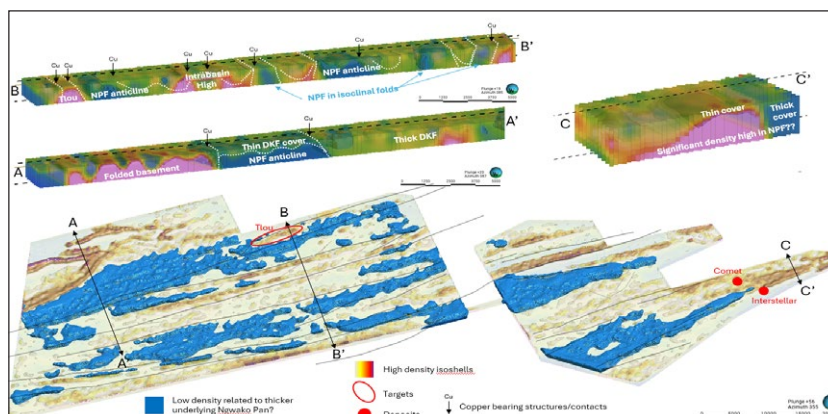 Cu Cu Cu Cu Cu Cu Cu Cu
B'
Intrabasin
High
NPF anticline
NPF anticline
B
Tlou
NPF in isoclinal folds
C'
Thin cover
Thick
cover
C
Significant density high in NPF??
Cu Cu
A'
Thin DKF cover
Thick DKF
NPF anticline
A
Folded basement
A
B
Tlou
Comet
C
Interstellar
C'
A'
B'
High density isoshells
Targets
Low density related to thicker
underlying Ngwako Pan?
Cu
Copper bearing structures/contacts
Deposits